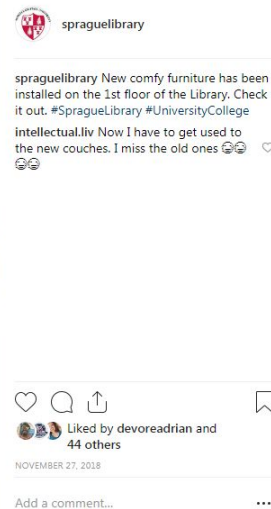 spraguelibrary
spraguelibrary New comfy furniture has been
installed on the 1st floor of the Library. Check
it out. #SpragueLibrary #UniversityCollege
intellectual.liv Now I have to get used to
the new couches. I miss the old ones 😭😭
😭😭
Liked by devoreadrian and
44 others
NOVEMBER 27, 2018
Add a comment...